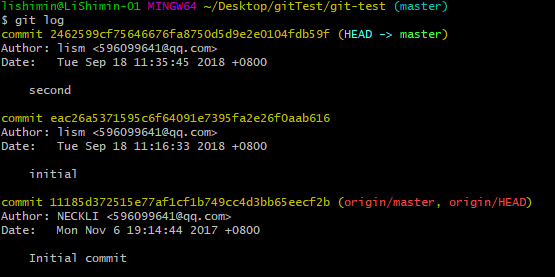 lishimin@LiShimin-01 MINGW64 ~/Desktop/gitTest/git-test (master)
$ git log
commit 2462599cf75646676fa8750d5d9e2e0104fdb59f (HEAD -> master)
Author: lism <596099641@qq.com>
Date:   Tue Sep 18 11:35:45 2018 +0800
    second
commit eac26a5371595c6f64091e7395fa2e26f0aab616
Author: lism <596099641@qq.com>
Date:   Tue Sep 18 11:16:33 2018 +0800
    initial
commit 11185d372515e77af1cf1b749cc4d3bb65eecf2b (origin/master, origin/HEAD)
Author: NECKLI <596099641@qq.com>
Date:   Mon Nov 6 19:14:44 2017 +0800
    Initial commit